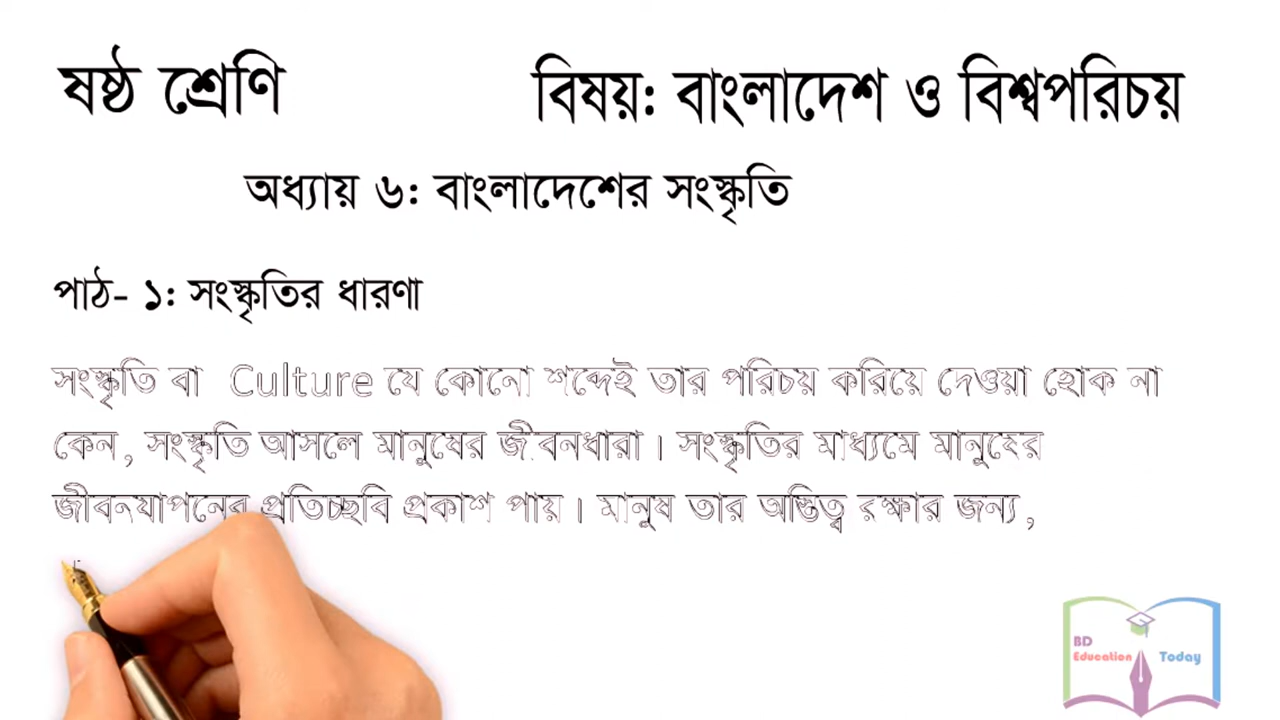 ষষ্ঠ শ্রেণি
বিষয়: বাংলাদেশ ও বিশ্বপরিচয়
অধ্যায় ৬: বাংলাদেশের সংস্কৃতি
পাঠ- ১: সংস্কৃতির ধারণা
সংস্কৃতি বা Culture যে কোনো শব্দেই তার পরিচয় করিয়ে দেওয়া হোক না
কেন, সংস্কৃতি আসলে মানুষের জীবনধারা। সংস্কৃতির মাধ্যমে মানুষের
জীবনযাপনের প্রতিচ্ছবি প্রকাশ পায়। মানুষ তার অস্তিত্ব রক্ষার জন্য,
BD
Education Today